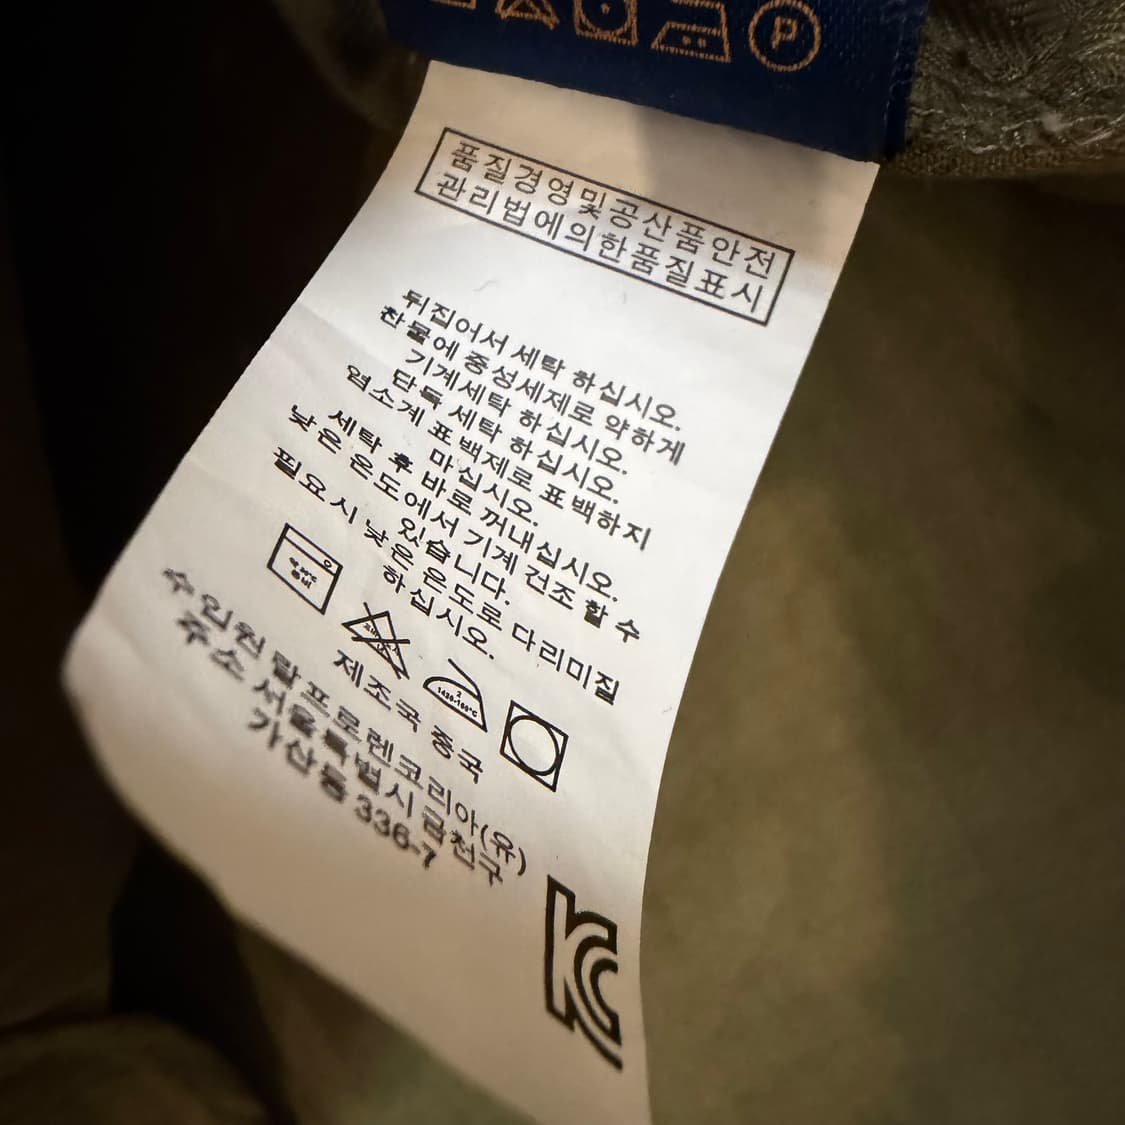 P
품질경영및공산품안전
관리법에의한품질표시
뒤집어서 세탁 하십시오.
찬물에 중성세제로 약하게
기계세탁 하십시오.
단독 세탁 하십시오.
염소계 표백제로 표백하지
마십시오.
세탁 후 바로 꺼내십시오.
낮은 온도에서 기계 건조 할 수
있습니다.
필요시 낮은 온도로 다리미질
하십시오.
2
제조국 중국
수입원 랄프로렌코리아(유)
주소 서울특별시 금천구
가산동 336-7
KC